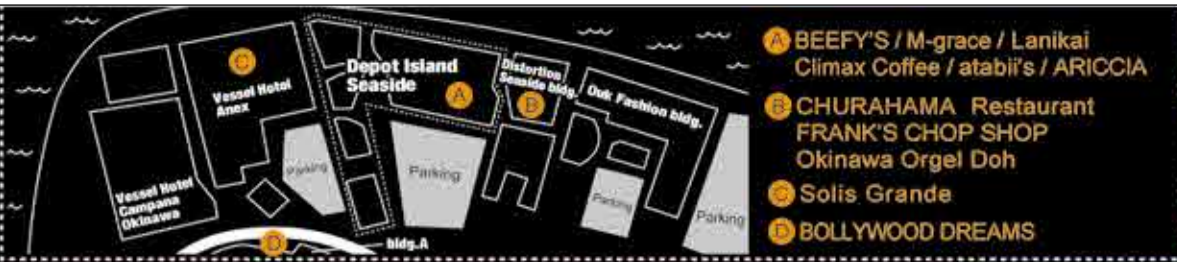 Vessel Hotel
Anex
Vessel Hotel
Campana
Okinawa
Depot Island
Seaside
Distortion
Seaside bldg.
Duk Fashion bldg.
Parking
Parking
Parking
Parking
bldg.A
C
A
B
D
A BEEFY'S / M-grace / Lanikai
Climax Coffee / atabii's / ARICCIA
B CHURAHAMA Restaurant
FRANK'S CHOP SHOP
Okinawa Orgel Doh
C Solis Grande
D BOLLYWOOD DREAMS